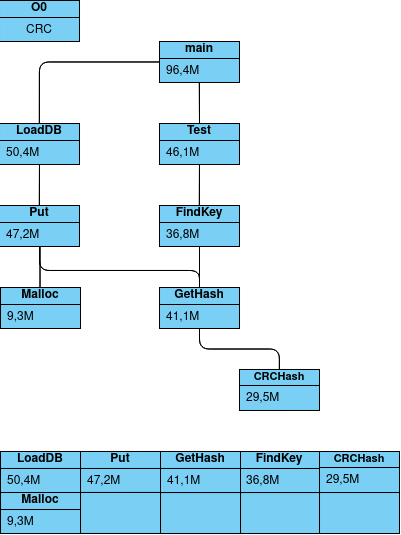 O0
CRC
main
96,4M
LoadDB
Test
50,4M
46,1M
Put
FindKey
47,2M
36,8M
Malloc
GetHash
9,3M
41,1M
CRCHash
29,5M
LoadDB Put GetHash FindKey CRCHash
50,4M 47,2M 41,1M 36,8M 29,5M
Malloc
9,3M